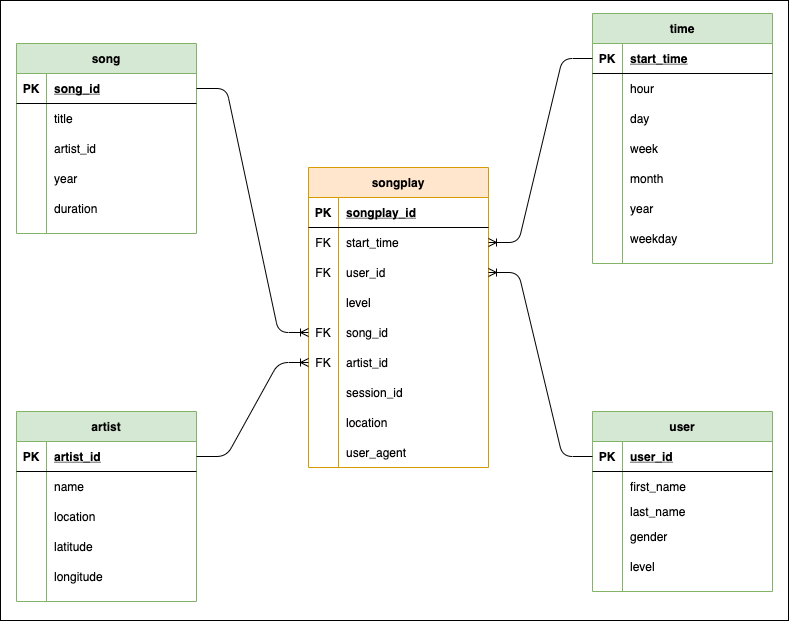 song
PK song_id
title
artist_id
year
duration
time
PK start_time
hour
day
week
month
year
weekday
songplay
PK songplay_id
FK start_time
FK user_id
level
FK song_id
FK artist_id
session_id
location
user_agent
artist
PK artist_id
name
location
latitude
longitude
user
PK user_id
first_name
last_name
gender
level